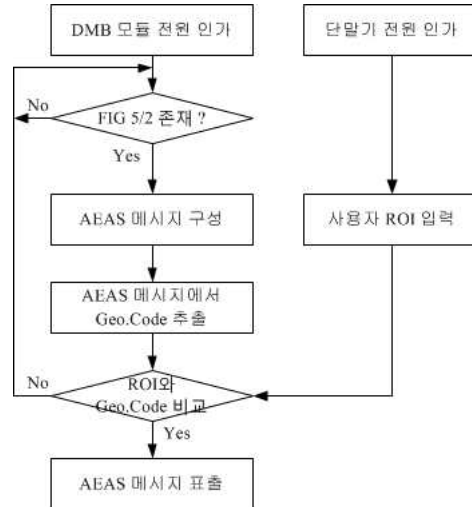 DMB 모듈 전원 인가
단말기 전원 인가
No
FIG 5/2 존재 ?
Yes
AEAS 메시지 구성
사용자 ROI 입력
AEAS 메시지에서
Geo.Code 추출
No
ROI와
Geo.Code 비교
Yes
AEAS 메시지 표출